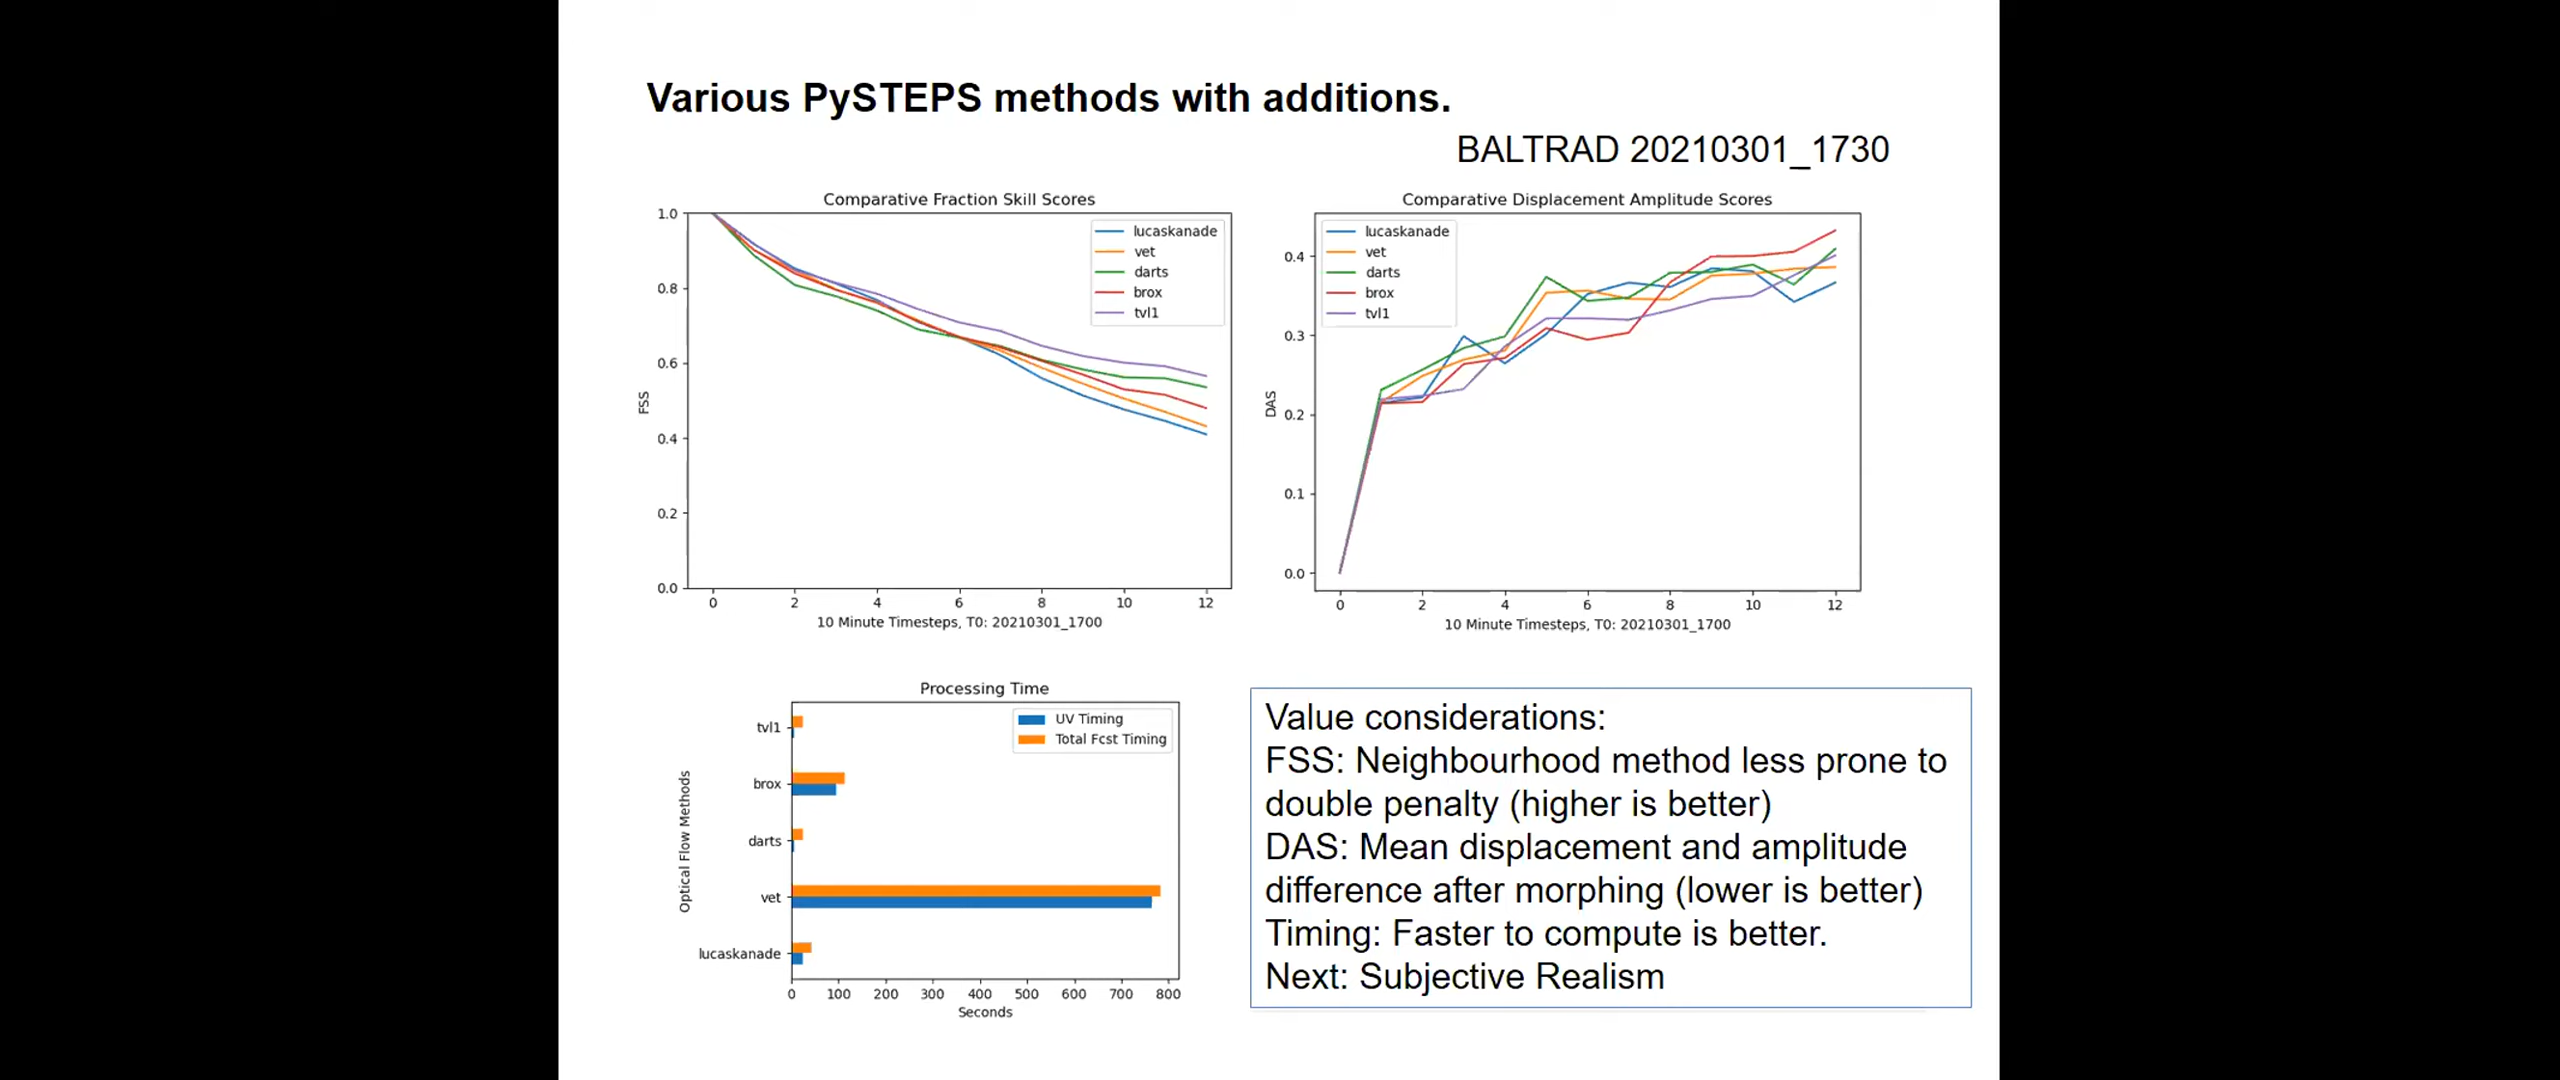 Various PySTEPS methods with additions.
BALTRAD 20210301_1730
Comparative Fraction Skill Scores
1.0
0.8
0.6
0.4
0.2
0.0
FSS
lucaskanade
vet
darts
brox
tvl1
0 2 4 6 8 10 12
10 Minute Timesteps, T0: 20210301_1700
Comparative Displacement Amplitude Scores
0.4
0.3
0.2
0.1
0.0
DAS
lucaskanade
vet
darts
brox
tvl1
0 2 4 6 8 10 12
10 Minute Timesteps, T0: 20210301_1700
Processing Time
UV Timing
Total Fcst Timing
Optical Flow Methods
tvl1
brox
darts
vet
lucaskanade
0 100 200 300 400 500 600 700 800
Seconds
Value considerations:
FSS: Neighbourhood method less prone to
double penalty (higher is better)
DAS: Mean displacement and amplitude
difference after morphing (lower is better)
Timing: Faster to compute is better.
Next: Subjective Realism